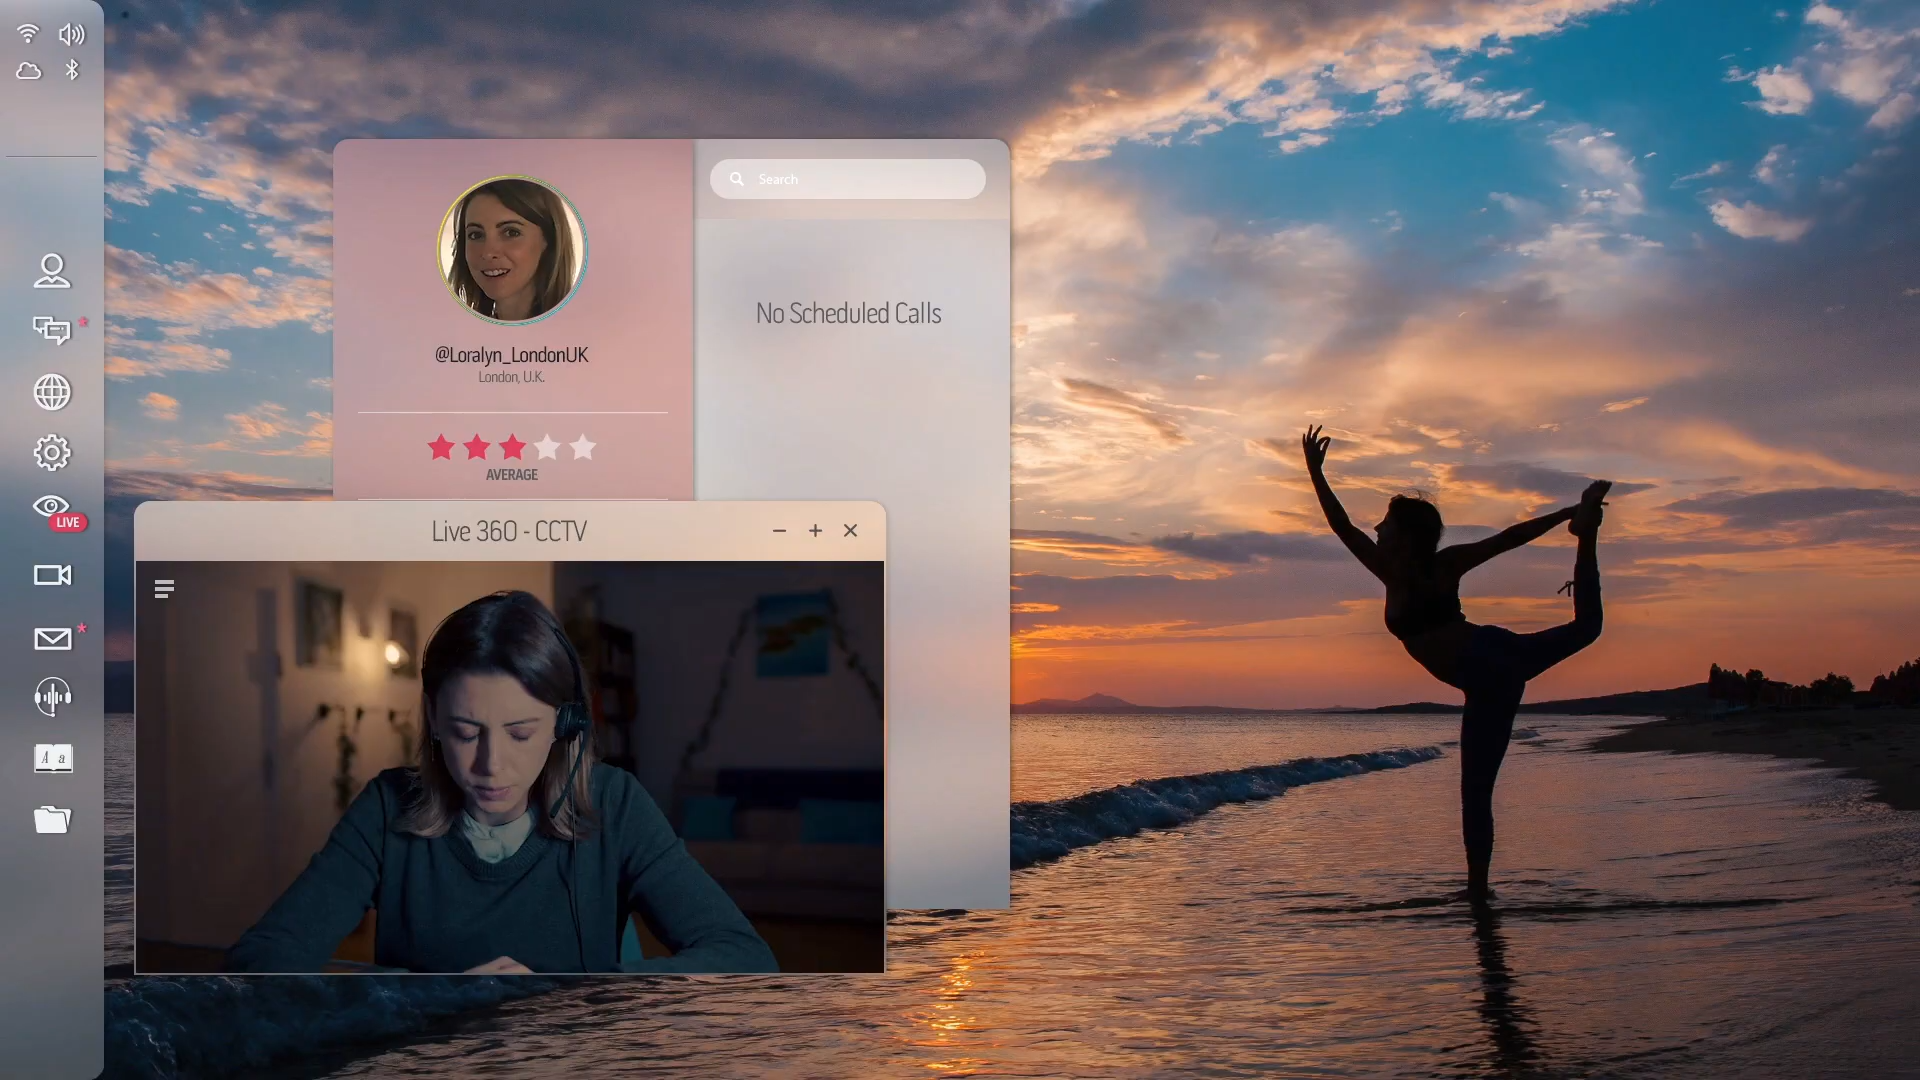 Search
No Scheduled Calls
@Loralyn_LondonUK
London, U.K.
AVERAGE
LIVE
Live 360 - CCTV
A a